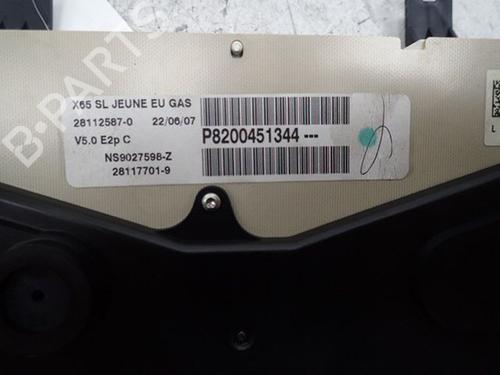 X65 SL JEUNE EU GAS
28112587-0 22/06/07
V5.0 E2p C
P8200451344 ---
NS9027598-Z
28117701-9
B-PARTS
L